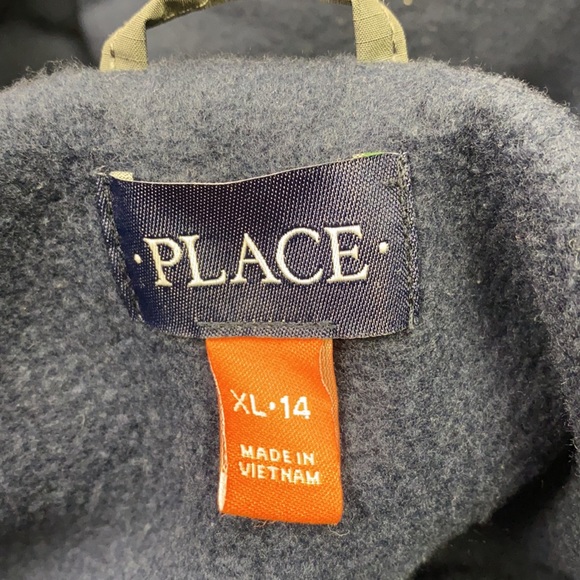 ·PLACE·
XL·14
MADE IN
VIETNAM